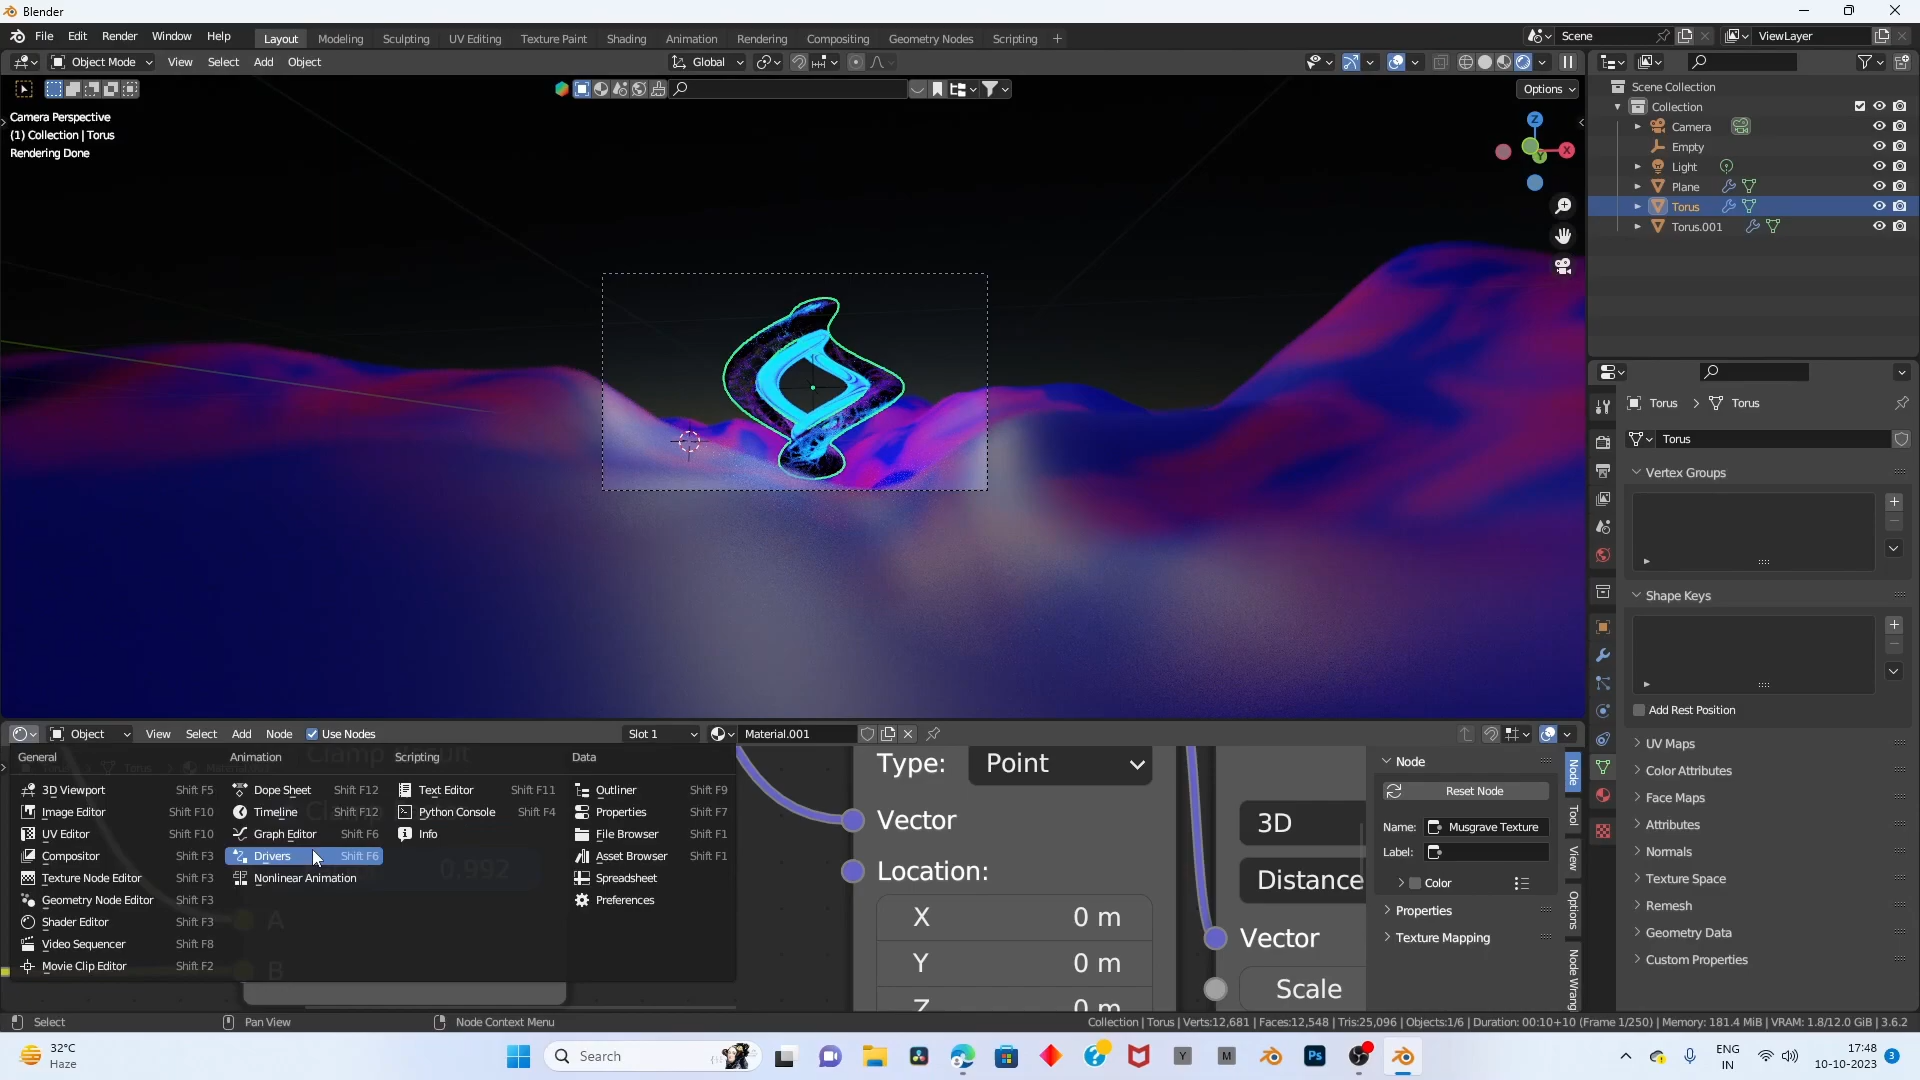 Blender
File Edit Render Window Help
Layout Modeling Sculpting UV Editing Texture Paint Shading Animation Rendering Compositing Geometry Nodes Scripting +
Scene
ViewLayer
Object Mode View Select Add Object
Global
Options
Camera Perspective
(1) Collection | Torus
Rendering Done
Z
X
Y
Scene Collection
Collection
Camera
Empty
Light
Plane
Torus
Torus.001
Torus > Torus
Torus
Vertex Groups
Shape Keys
Add Rest Position
UV Maps
Color Attributes
Face Maps
Attributes
Normals
Texture Space
Remesh
Geometry Data
Custom Properties
Object View Select Add Node Use Nodes Slot 1 Material.001
General
3D Viewport Shift F5
Image Editor Shift F10
UV Editor Shift F10
Compositor Shift F3
Texture Node Editor Shift F3
Geometry Node Editor Shift F3
Shader Editor Shift F3
Video Sequencer Shift F8
Movie Clip Editor Shift F2
Animation
Dope Sheet Shift F12
Timeline Shift F12
Graph Editor Shift F6
Drivers Shift F6
Nonlinear Animation
Scripting
Text Editor Shift F11
Python Console Shift F4
Info
Data
Outliner Shift F9
Properties Shift F7
File Browser Shift F1
Asset Browser Shift F1
Spreadsheet
Preferences
Clamp Result
Clamp
0.992
A
B
Type: Point
Vector
Location:
X 0 m
Y 0 m
Z 0 m
3D
Distance
Vector
Scale
Node
Reset Node
Name: Musgrave Texture
Label:
Color
Properties
Texture Mapping
Node
Tool
View
Options
Node Wrang
Select
Pan View
Node Context Menu
Collection | Torus | Verts:12,681 | Faces:12,548 | Tris:25,096 | Objects:1/6 | Duration: 00:10+10 (Frame 1/250) | Memory: 181.4 MiB | VRAM: 1.8/12.0 GiB | 3.6.2
32°C
Haze
Search
Y
M
Ps
ENG
IN
17:48
10-10-2023
3